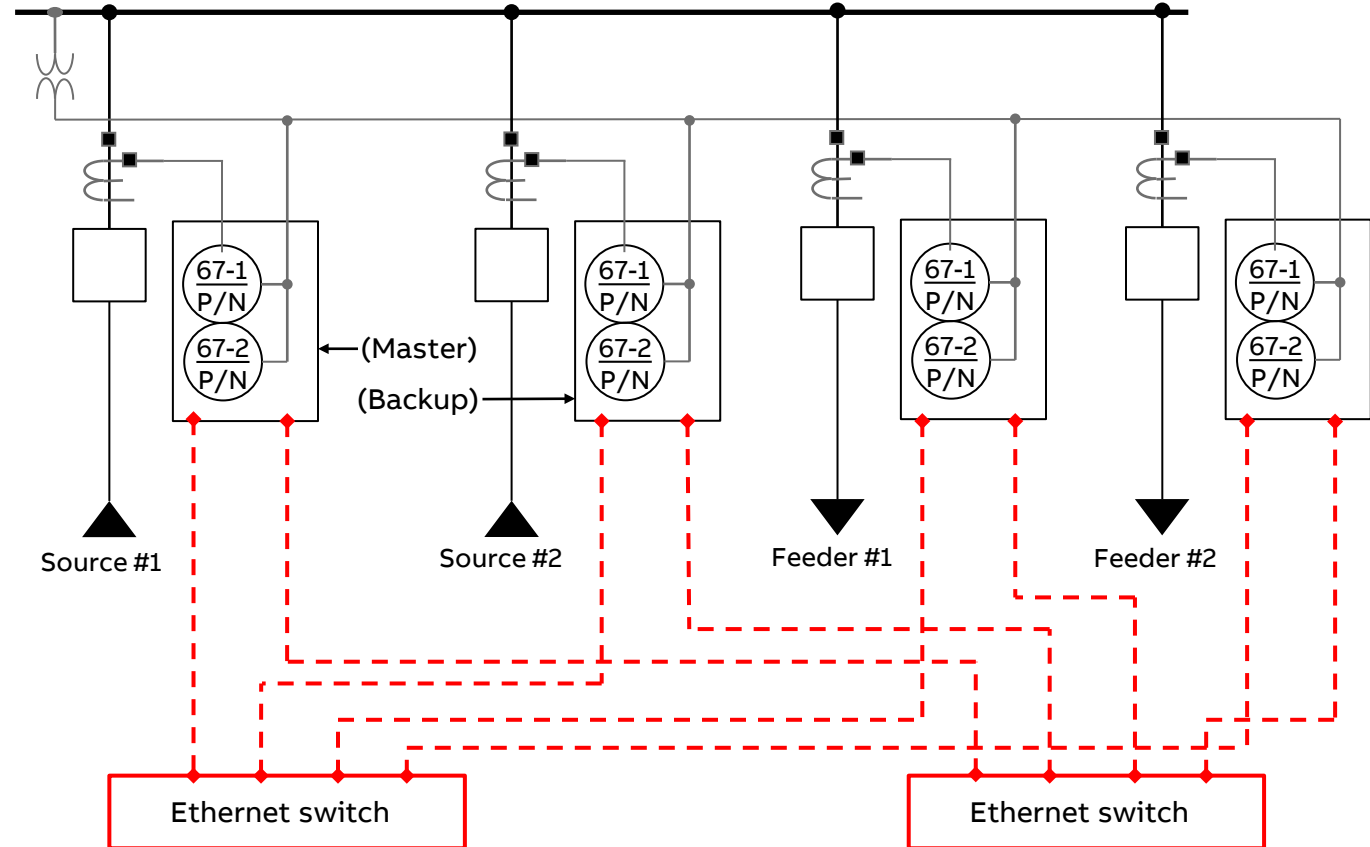 67-1
P/N
67-2
P/N
67-1
P/N
67-2
P/N
67-1
P/N
67-2
P/N
67-1
P/N
67-2
P/N
(Master)
(Backup)
Source #1
Source #2
Feeder #1
Feeder #2
Ethernet switch
Ethernet switch